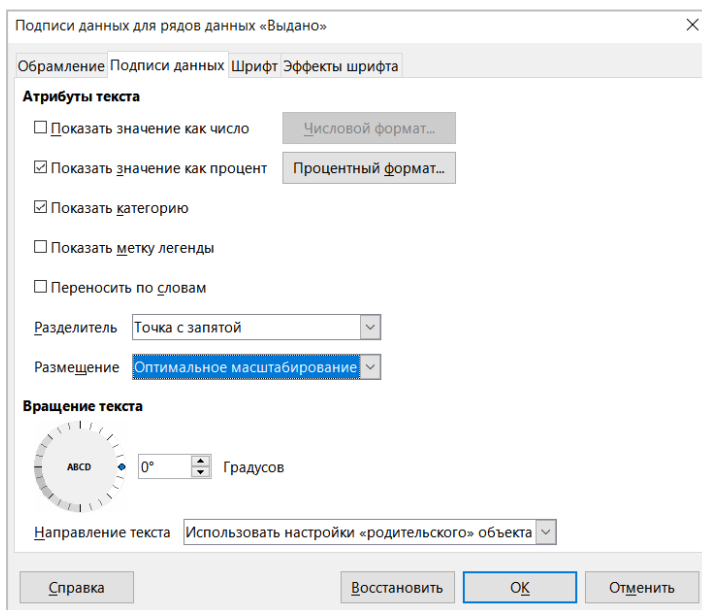 Подписи данных для рядов данных «Выдано»
Обрамление Подписи данных Шрифт Эффекты шрифта
Атрибуты текста
Показать значение как число Числовой формат...
Показать значение как процент Процентный формат...
Показать категорию
Показать метку легенды
Переносить по словам
Разделитель Точка с запятой
Размещение Оптимальное масштабирование
Вращение текста
ABCD 0° Градусов
Направление текста Использовать настройки «родительского» объекта
Справка Восстановить ОК Отменить